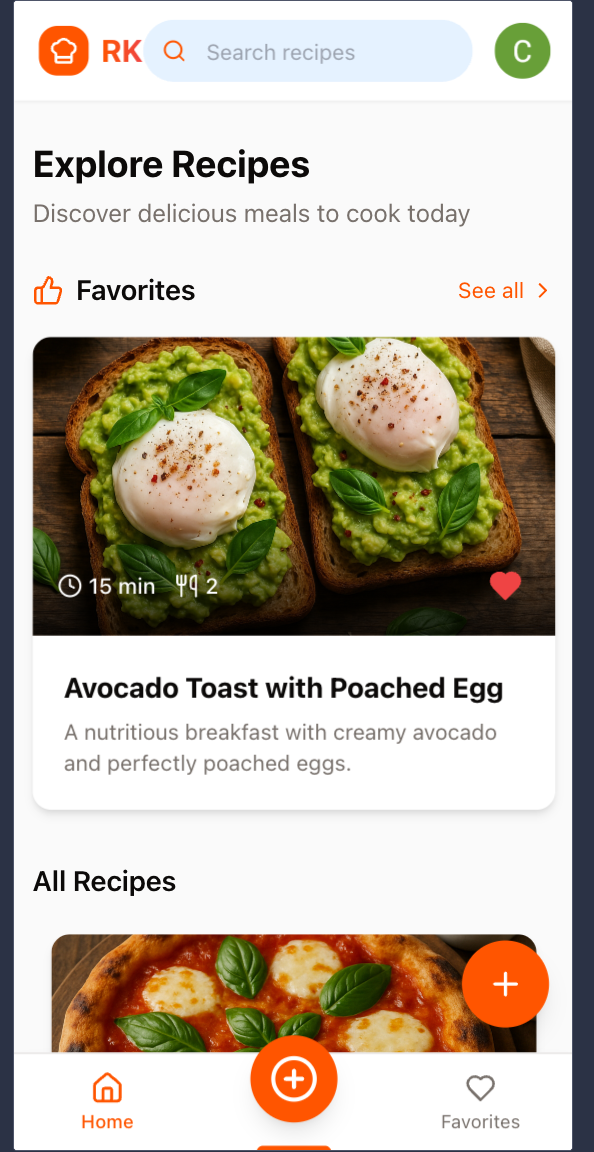 RK
Search recipes
C
Explore Recipes
Discover delicious meals to cook today
Favorites
See all
15 min
2
Avocado Toast with Poached Egg
A nutritious breakfast with creamy avocado
and perfectly poached eggs.
All Recipes
Home
Favorites